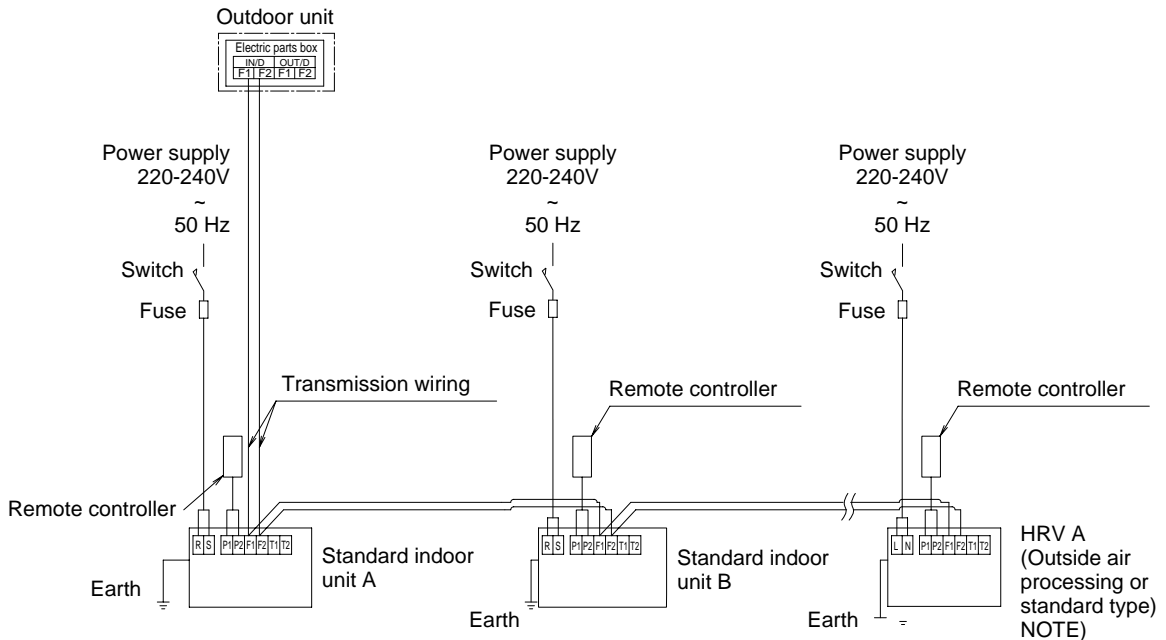 Outdoor unit
Electric parts box
IN/D OUT/D
F1 F2 F1 F2
Power supply
220-240V
~
50 Hz
Switch
Fuse
Power supply
220-240V
~
50 Hz
Switch
Fuse
Power supply
220-240V
~
50 Hz
Switch
Fuse
Transmission wiring
Remote controller
Remote controller
Remote controller
R S P1 P2 F1 F2 T1 T2
Standard indoor
unit A
Earth
R S P1 P2 F1 F2 T1 T2
Standard indoor
unit B
Earth
L N P1 P2 F1 F2 T1 T2
HRV A
(Outside air
processing or
standard type)
NOTE)
Earth